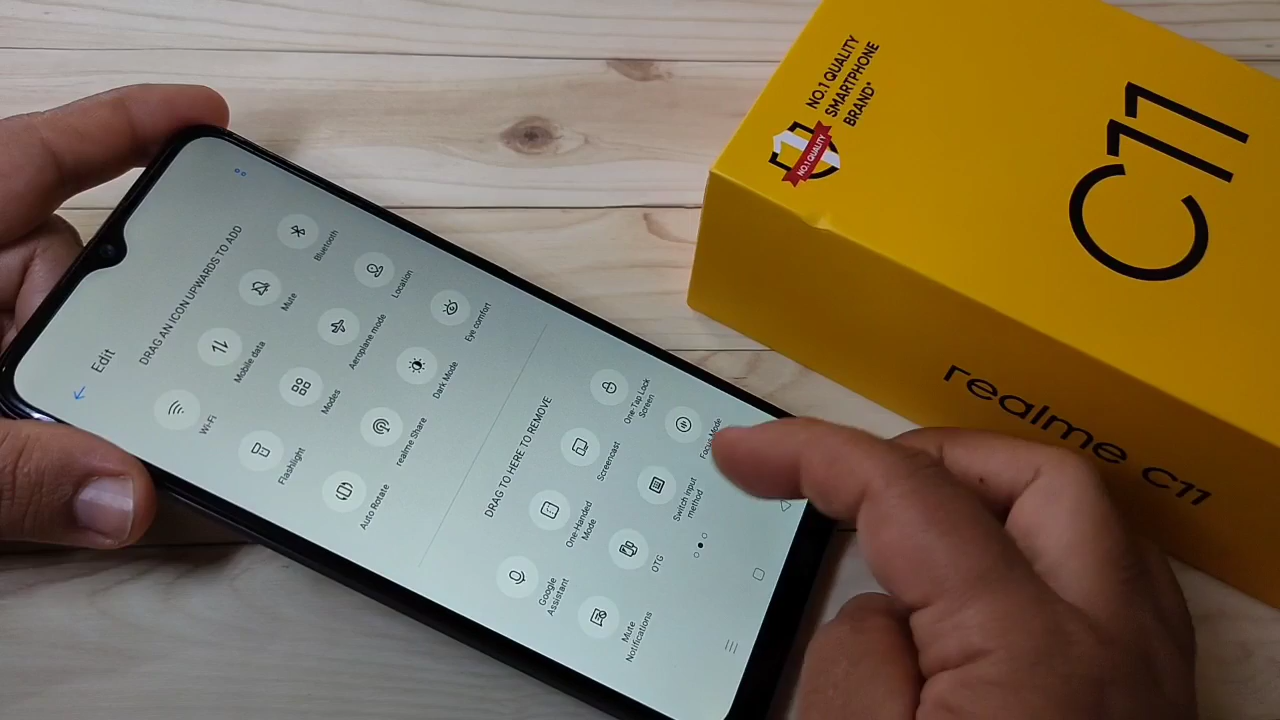 Edit
DRAG AN ICON UPWARDS TO ADD
Wi-Fi
Mobile data
Mute
Bluetooth
Flashlight
Modes
Aeroplane mode
Location
Auto Rotate
realme Share
Dark Mode
Eye comfort
DRAG TO HERE TO REMOVE
Google
Assistant
One-Handed
Mode
Screencast
One-Tap Lock
Screen
Mute
Notifications
OTG
Switch input
method
Focus Mode
NO.1 QUALITY
SMARTPHONE
BRAND*
1
NO.1 QUALITY
C11
realme C11